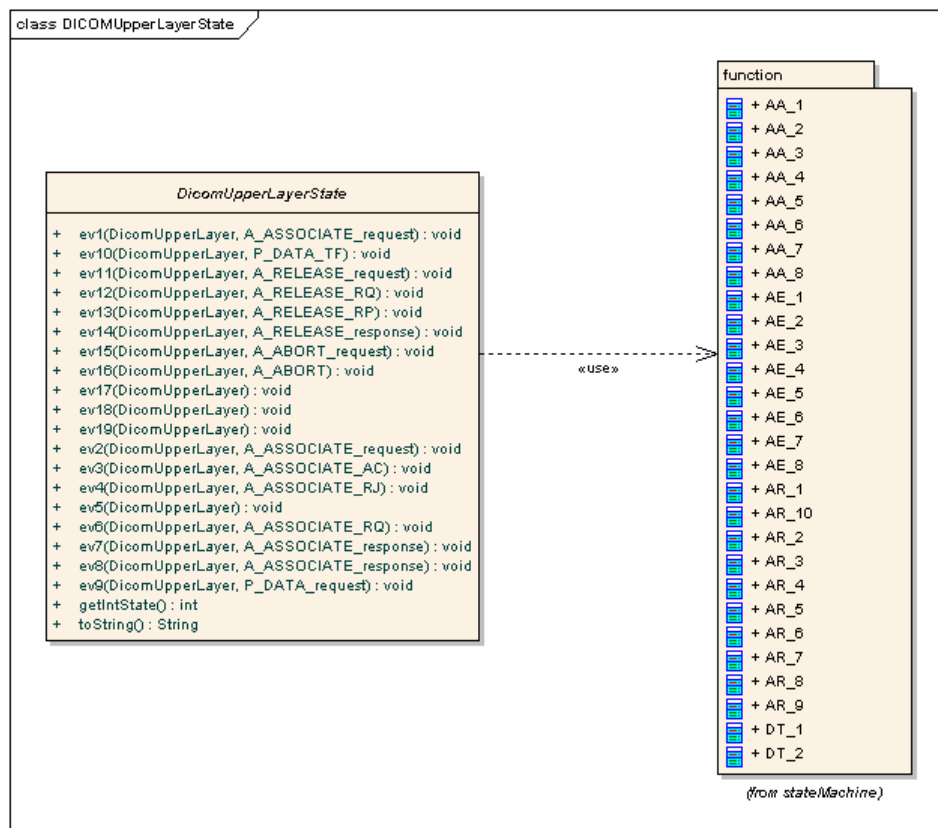 class DICOMUpperLayerState
DicomUpperLayerState
+ ev1(DicomUpperLayer, A_ASSOCIATE_request) : void
+ ev10(DicomUpperLayer, P_DATA_TF) : void
+ ev11(DicomUpperLayer, A_RELEASE_request) : void
+ ev12(DicomUpperLayer, A_RELEASE_RQ) : void
+ ev13(DicomUpperLayer, A_RELEASE_RP) : void
+ ev14(DicomUpperLayer, A_RELEASE_response) : void
+ ev15(DicomUpperLayer, A_ABORT_request) : void
+ ev16(DicomUpperLayer, A_ABORT) : void
+ ev17(DicomUpperLayer) : void
+ ev18(DicomUpperLayer) : void
+ ev19(DicomUpperLayer) : void
+ ev2(DicomUpperLayer, A_ASSOCIATE_request) : void
+ ev3(DicomUpperLayer, A_ASSOCIATE_AC) : void
+ ev4(DicomUpperLayer, A_ASSOCIATE_RJ) : void
+ ev5(DicomUpperLayer) : void
+ ev6(DicomUpperLayer, A_ASSOCIATE_RQ) : void
+ ev7(DicomUpperLayer, A_ASSOCIATE_response) : void
+ ev8(DicomUpperLayer, A_ASSOCIATE_response) : void
+ ev9(DicomUpperLayer, P_DATA_request) : void
+ getIntState() : int
+ toString() : String
«use»
function
+ AA_1
+ AA_2
+ AA_3
+ AA_4
+ AA_5
+ AA_6
+ AA_7
+ AA_8
+ AE_1
+ AE_2
+ AE_3
+ AE_4
+ AE_5
+ AE_6
+ AE_7
+ AE_8
+ AR_1
+ AR_10
+ AR_2
+ AR_3
+ AR_4
+ AR_5
+ AR_6
+ AR_7
+ AR_8
+ AR_9
+ DT_1
+ DT_2
(from stateMachine)